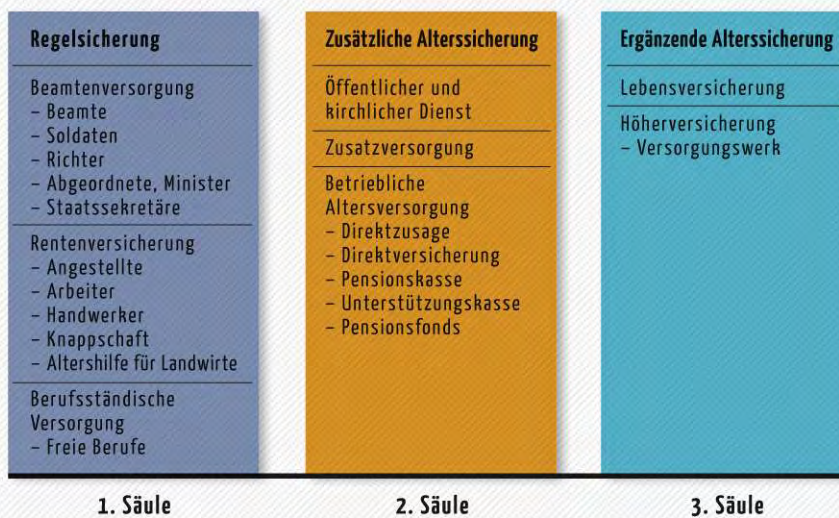 Regelsicherung
Beamtenversorgung
– Beamte
– Soldaten
– Richter
– Abgeordnete, Minister
– Staatssekretäre
Rentenversicherung
– Angestellte
– Arbeiter
– Handwerker
– Knappschaft
– Altershilfe für Landwirte
Berufsständische
Versorgung
– Freie Berufe
1. Säule
Zusätzliche Alterssicherung
Öffentlicher und
kirchlicher Dienst
Zusatzversorgung
Betriebliche
Altersversorgung
– Direktzusage
– Direktversicherung
– Pensionskasse
– Unterstützungskasse
– Pensionsfonds
2. Säule
Ergänzende Alterssicherung
Lebensversicherung
Höherversicherung
– Versorgungswerk
3. Säule